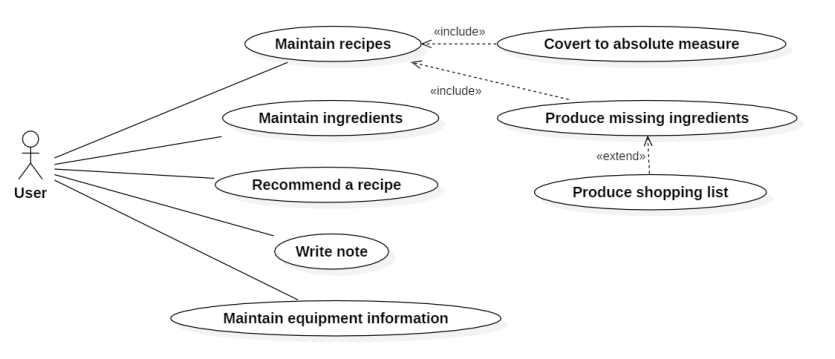 Maintain recipes
«include»
Covert to absolute measure
«include»
Maintain ingredients
Produce missing ingredients
«extend»
Recommend a recipe
Produce shopping list
User
Write note
Maintain equipment information